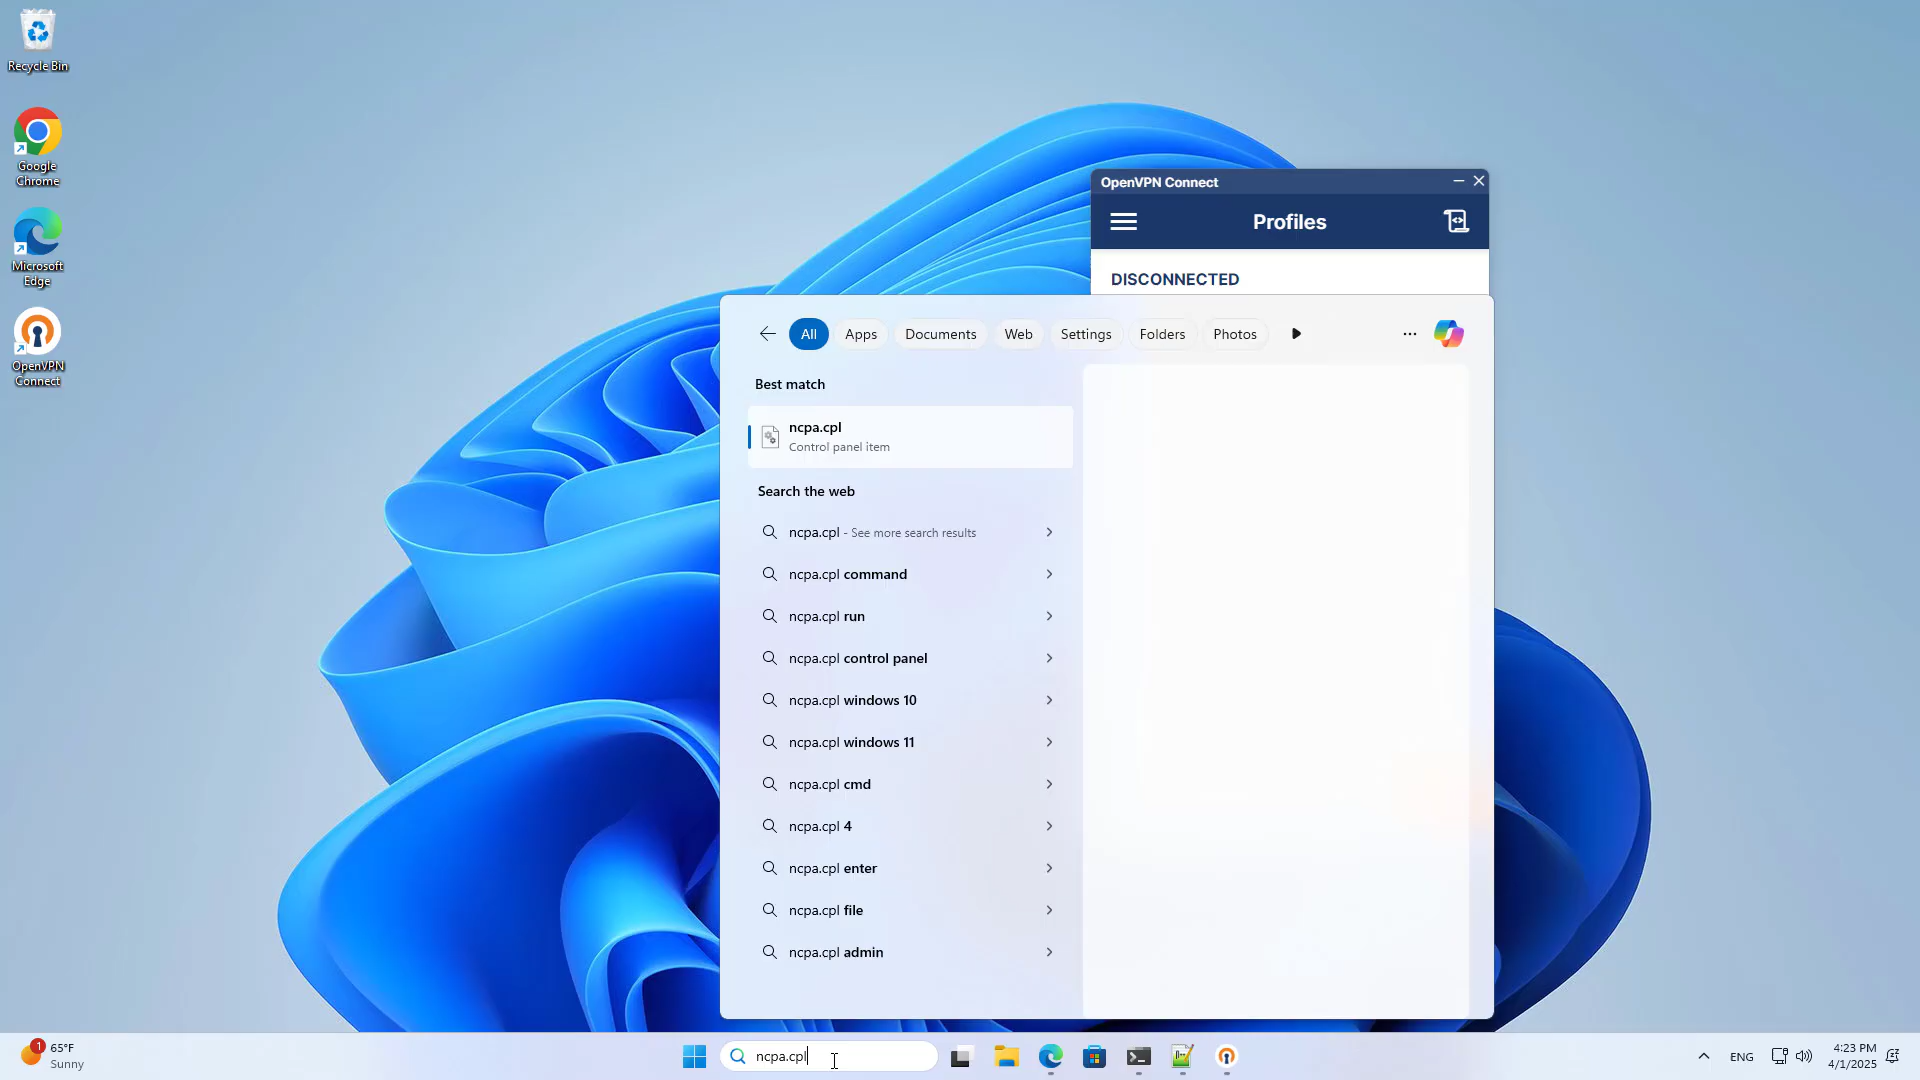 Recycle Bin
Google
Chrome
Microsoft
Edge
OpenVPN
Connect
OpenVPN Connect
Profiles
DISCONNECTED
All
Apps
Documents
Web
Settings
Folders
Photos
Best match
ncpa.cpl
Control panel item
Search the web
ncpa.cpl - See more search results
ncpa.cpl command
ncpa.cpl run
ncpa.cpl control panel
ncpa.cpl windows 10
ncpa.cpl windows 11
ncpa.cpl cmd
ncpa.cpl 4
ncpa.cpl enter
ncpa.cpl file
ncpa.cpl admin
1
65°F
Sunny
ncpa.cpl
ENG
4:23 PM
4/1/2025